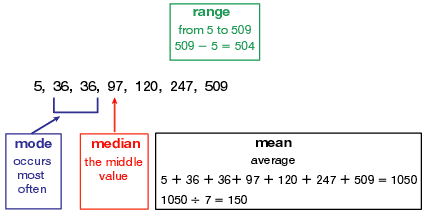 range
from 5 to 509
509 − 5 = 504
5, 36, 36, 97, 120, 247, 509
mode
occurs
most
often
median
the middle
value
mean
average
5 + 36 + 36+ 97 + 120 + 247 + 509 = 1050
1050 ÷ 7 = 150